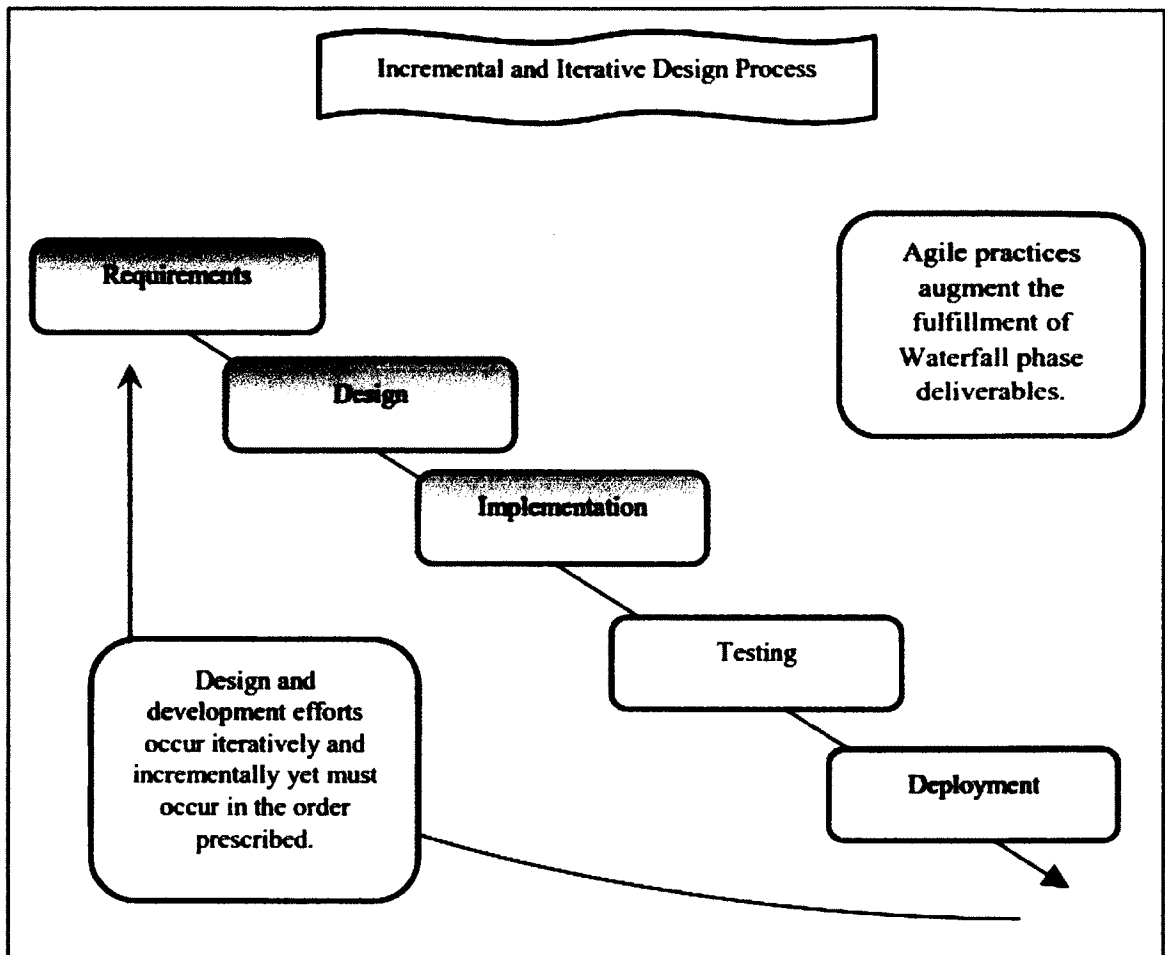 Incremental and Iterative Design Process
Requirements
Design
Implementation
Testing
Deployment
Agile practices
augment the
fulfillment of
Waterfall phase
deliverables.
Design and
development efforts
occur iteratively and
incrementally yet must
occur in the order
prescribed.